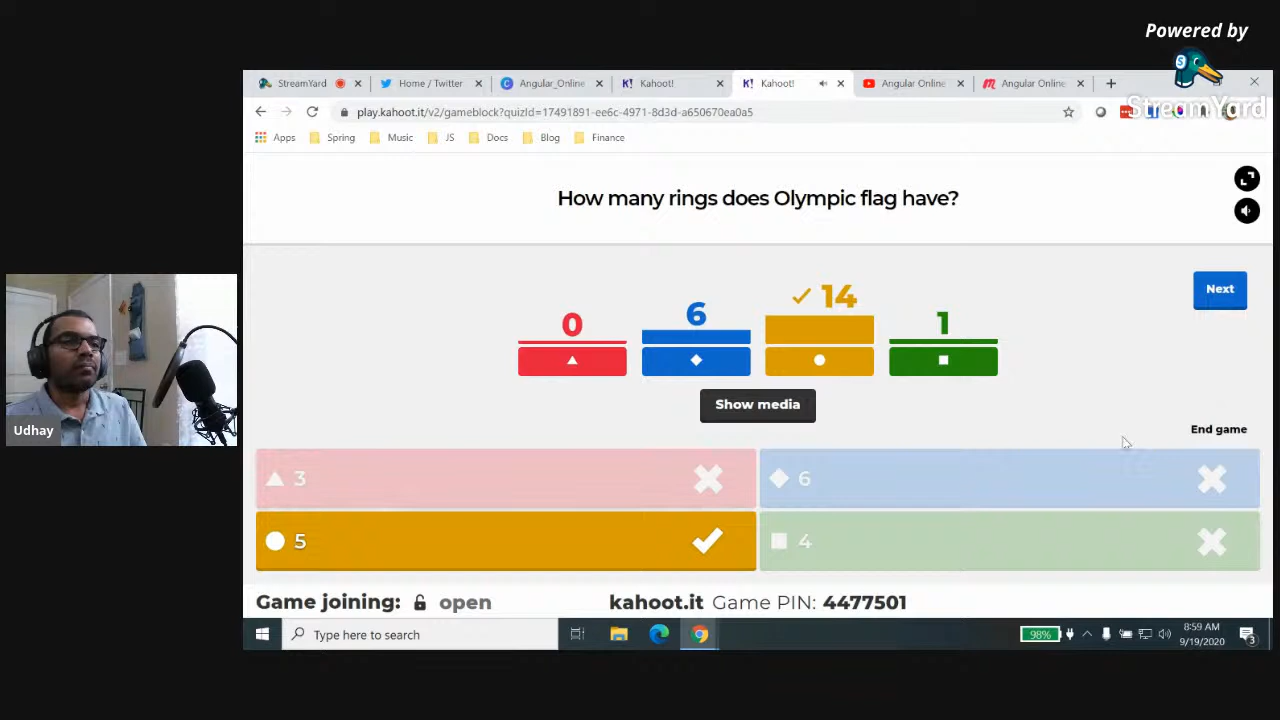 Powered by
StreamYard
StreamYard
Home / Twitter
Angular_Online
Kahoot!
Kahoot!
Angular Online
Angular Online
play.kahoot.it/v2/gameblock?quizId=17491891-ee6c-4971-8d3d-a650670ea0a5
Apps
Spring
Music
JS
Docs
Blog
Finance
How many rings does Olympic flag have?
Next
0
6
14
1
Show media
End game
3
6
5
4
Udhay
Game joining: open
kahoot.it Game PIN: 4477501
Type here to search
98%
8:59 AM
9/19/2020
3